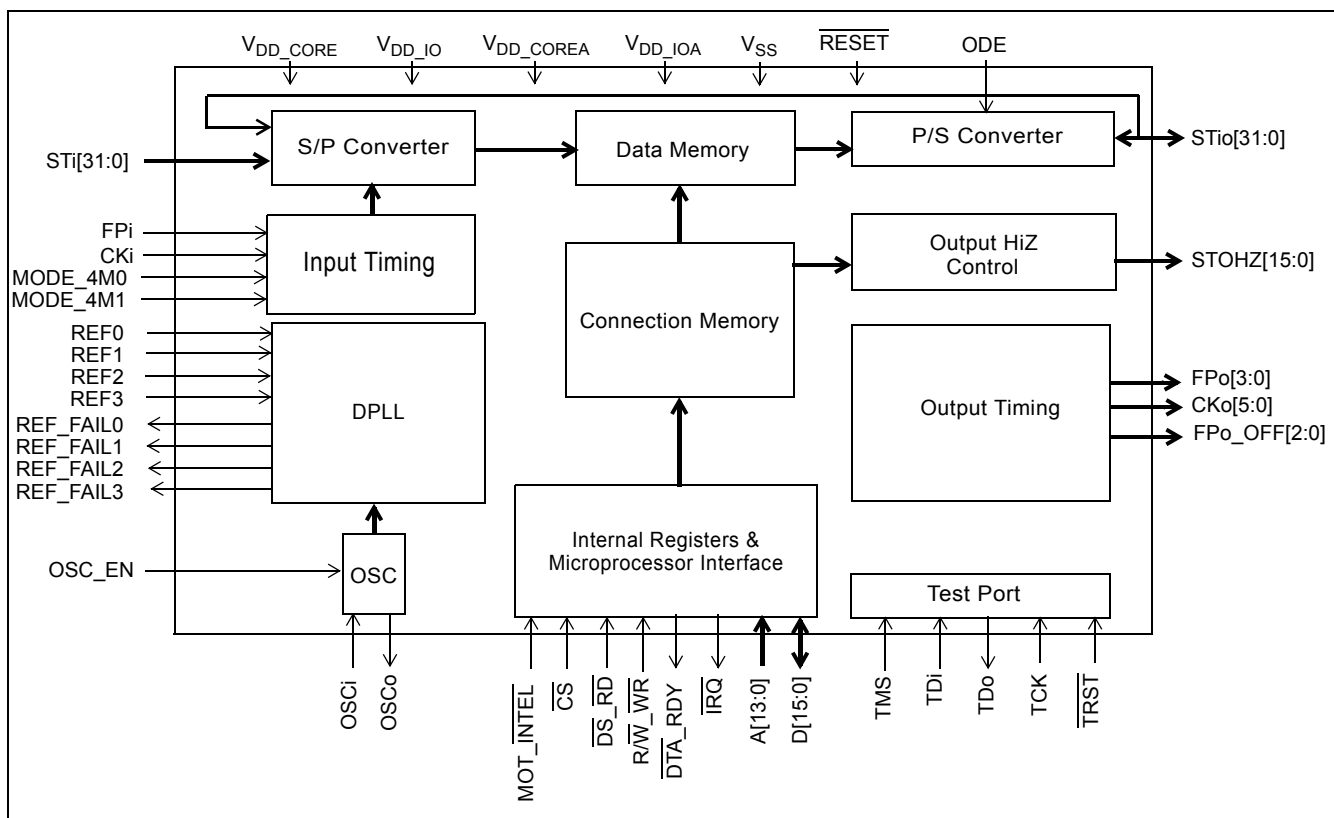 VDD_CORE VDD_IO VDD_COREA VDD_IOA VSS RESET ODE
S/P Converter
Data Memory
P/S Converter
STi[31:0]
STio[31:0]
FPi
CKi
MODE_4M0
MODE_4M1
Input Timing
Output HiZ
Control
STOHZ[15:0]
Connection Memory
REF0
REF1
REF2
REF3
REF_FAIL0
REF_FAIL1
REF_FAIL2
REF_FAIL3
DPLL
Output Timing
FPo[3:0]
CKo[5:0]
FPo_OFF[2:0]
Internal Registers &
Microprocessor Interface
OSC_EN
OSC
Test Port
OSCi
OSCo
MOT_INTEL
CS
DS_RD
R/W_WR
DTA_RDY
IRQ
A[13:0]
D[15:0]
TMS
TDi
TDo
TCK
TRST